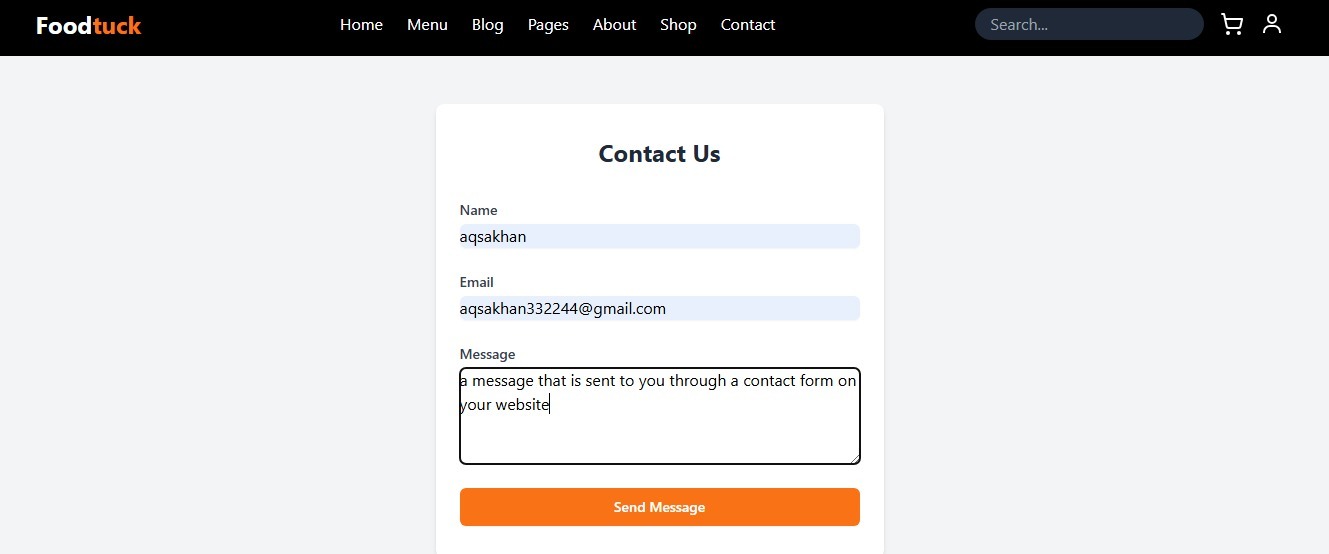 Foodtuck Home Menu Blog Pages About Shop Contact Search...
Contact Us
Name
aqsakhan
Email
aqsakhan332244@gmail.com
Message
a message that is sent to you through a contact form on
your website
Send Message